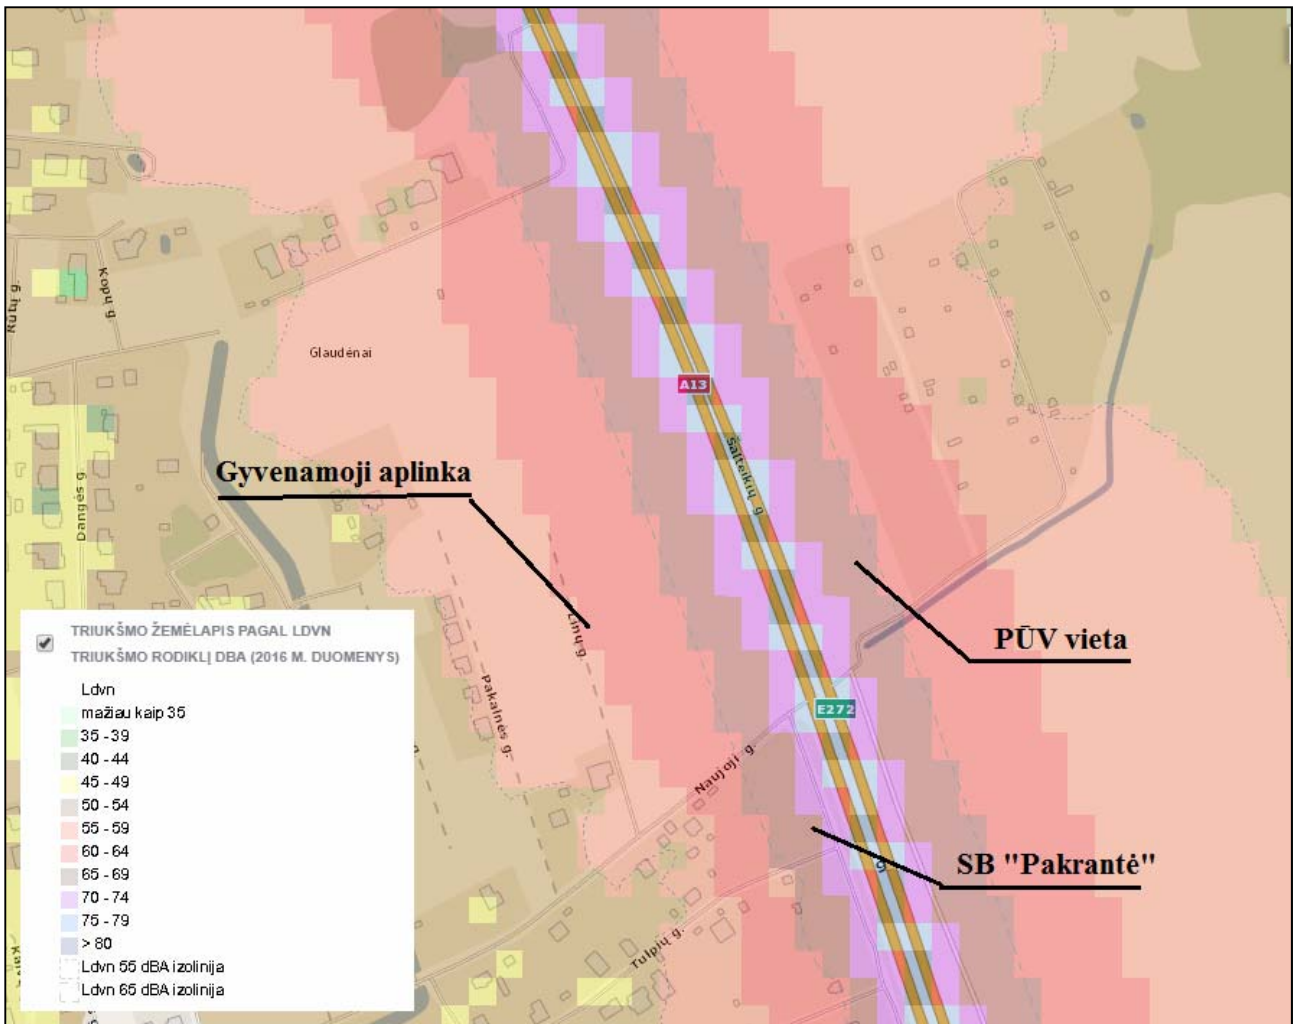 Rūtų g.
Kopų g.
Glaudėnai
A13
Šalteikių g.
Gyvenamoji aplinka
Dangės g.
Linų g.
PŪV vieta
Pakalnės g.
E272
Naujoji g.
SB "Pakrantė"
g
Tulpių g.
g.
TRIUKŠMO ŽEMĖLAPIS PAGAL LDVN
TRIUKŠMO RODIKLĮ DBA (2016 M. DUOMENYS)
Ldvn
mažiau kaip 35
35 - 39
40 - 44
45 - 49
50 - 54
55 - 59
60 - 64
65 - 69
70 - 74
75 - 79
> 80
Ldvn 55 dBA izolinija
Ldvn 65 dBA izolinija